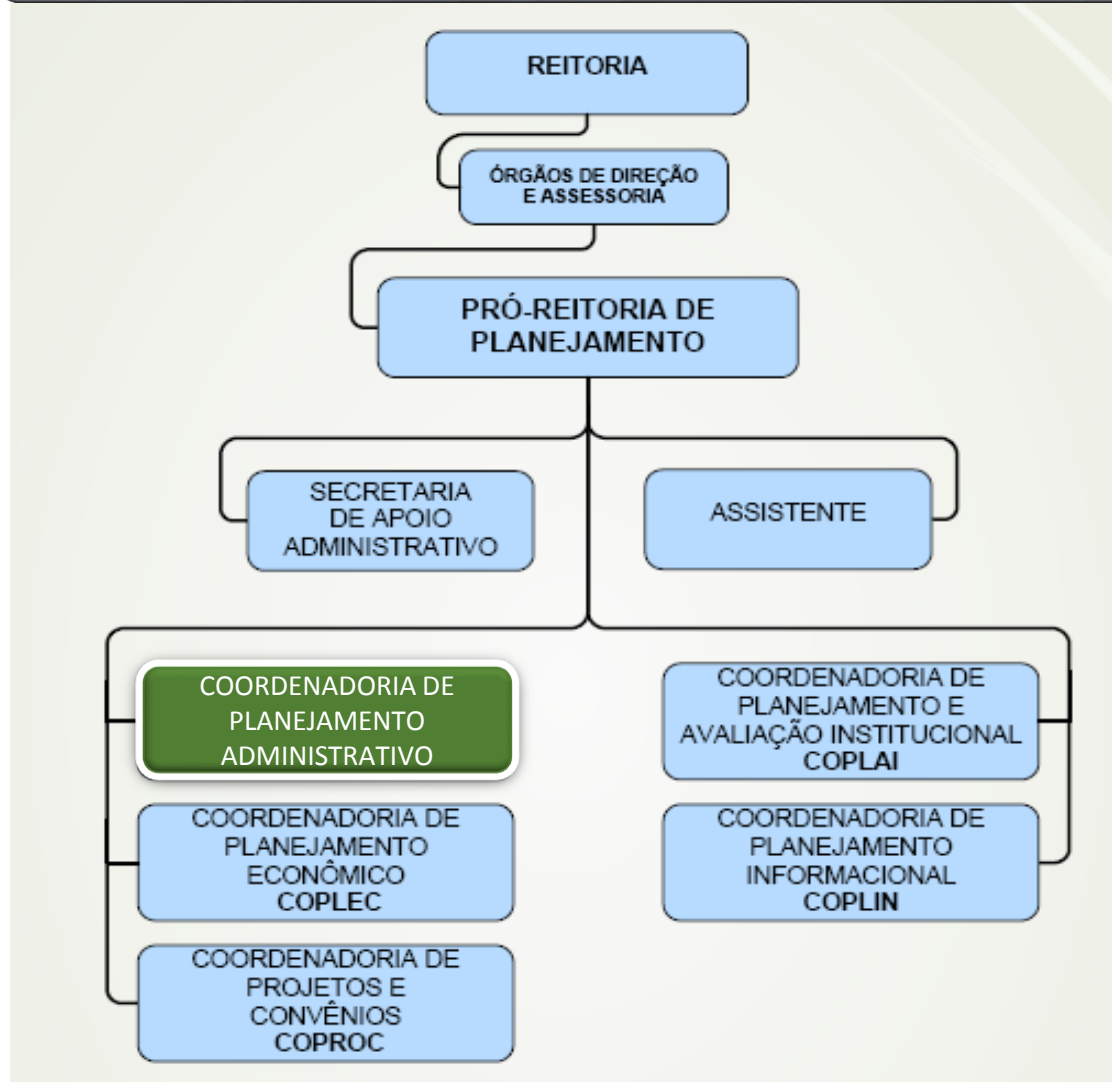 REITORIA
ÓRGÃOS DE DIREÇÃO
E ASSESSORIA
PRÓ-REITORIA DE
PLANEJAMENTO
SECRETARIA
DE APOIO
ADMINISTRATIVO
ASSISTENTE
COORDENADORIA DE
PLANEJAMENTO
ADMINISTRATIVO
COORDENADORIA DE
PLANEJAMENTO E
AVALIAÇÃO INSTITUCIONAL
COPLAI
COORDENADORIA DE
PLANEJAMENTO
ECONÔMICO
COPLEC
COORDENADORIA DE
PLANEJAMENTO
INFORMACIONAL
COPLIN
COORDENADORIA DE
PROJETOS E
CONVÊNIOS
COPROC